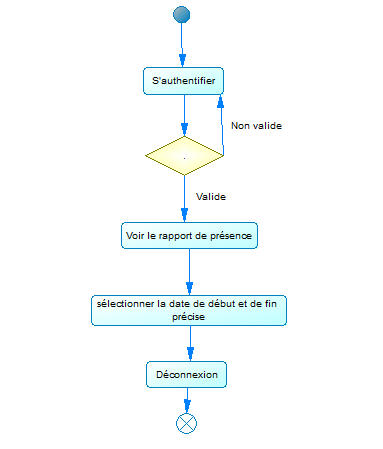 S'authentifier
Non valide
.
Valide
Voir le rapport de présence
sélectionner la date de début et de fin
précise
Déconnexion